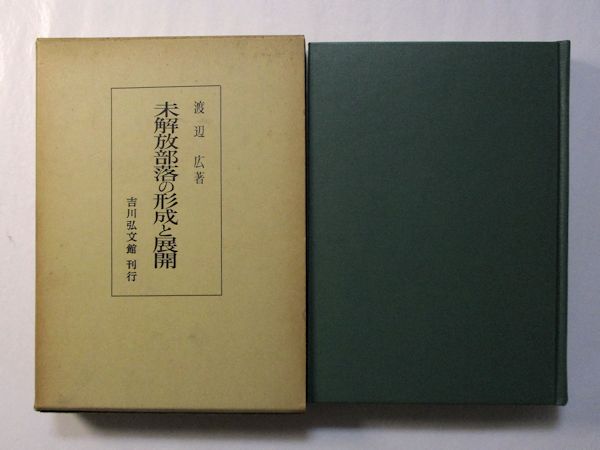 渡辺広著
未解放部落の形成と展開
吉川弘文館 刊行